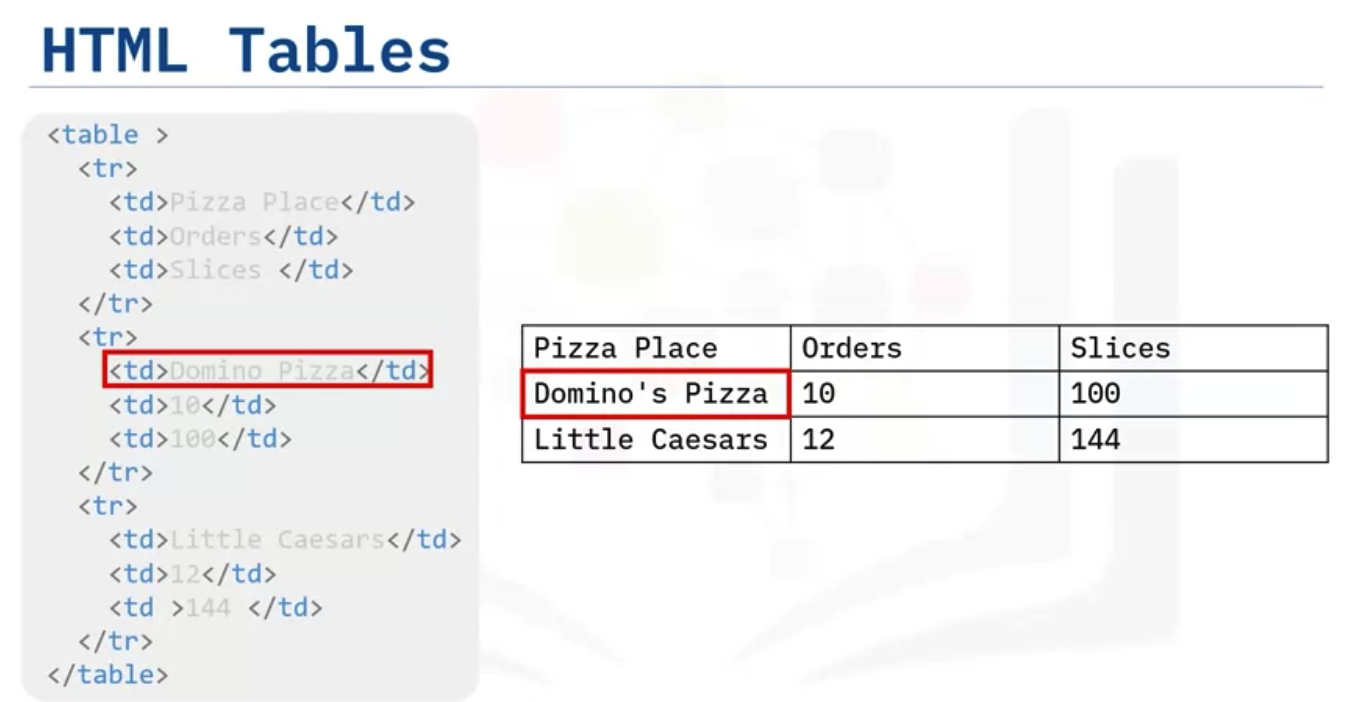 HTML Tables
<table >
<tr>
<td>Pizza Place</td>
<td>Orders</td>
<td>Slices </td>
</tr>
<tr>
<td>Domino Pizza</td>
<td>10</td>
<td>100</td>
</tr>
<tr>
<td>Little Caesars</td>
<td>12</td>
<td >144 </td>
</tr>
</table>
Pizza Place Orders Slices
Domino's Pizza 10 100
Little Caesars 12 144